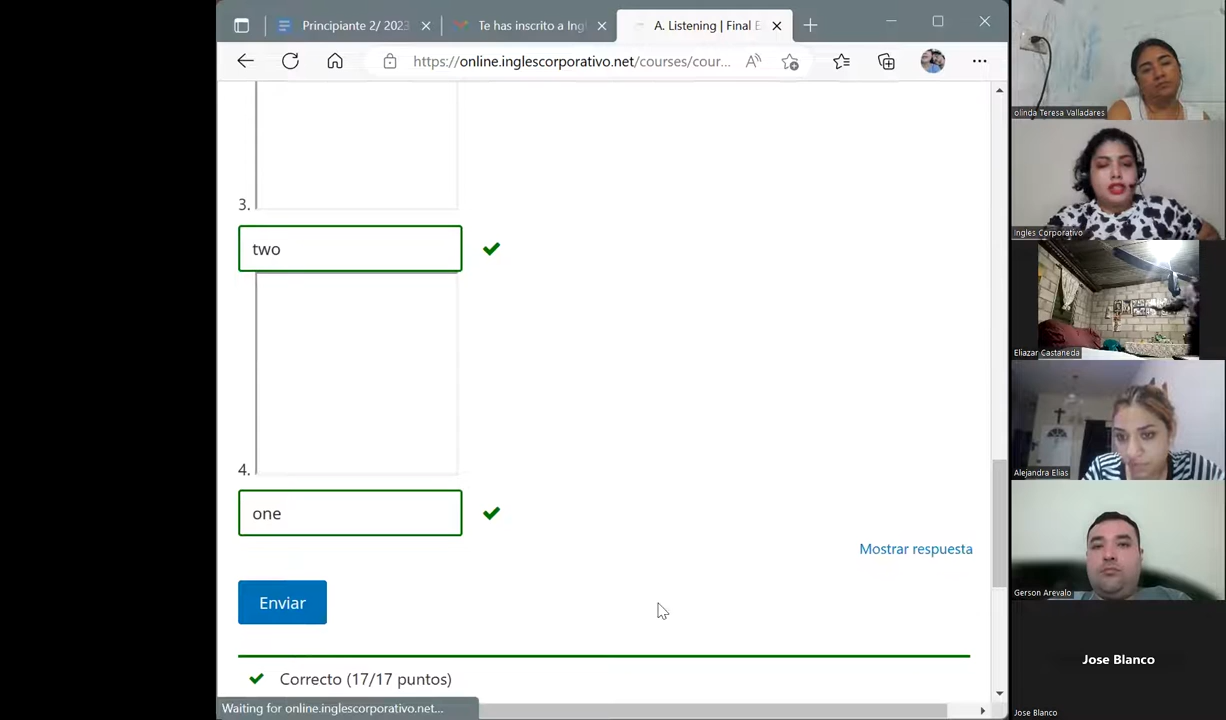 Principiante 2/ 2023
Te has inscrito a Ingl
A. Listening | Final E
https://online.inglescorporativo.net/courses/cour...
3.
two
4.
one
Mostrar respuesta
Enviar
Correcto (17/17 puntos)
Waiting for online.inglescorporativo.net...
olinda Teresa Valladares
Ingles Corporativo
Eliazar Castaneda
Alejandra Elias
Gerson Arevalo
Jose Blanco
Jose Blanco